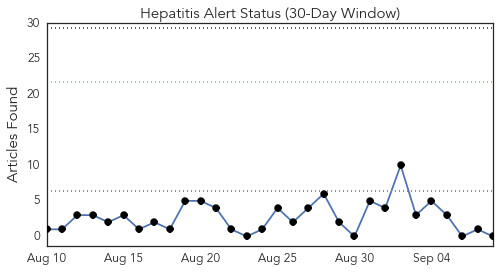 Hepatitis Alert Status (30-Day Window)
30
25
20
15
10
5
0
Articles Found
Aug 10
Aug 15
Aug 20
Aug 25
Aug 30
Sep 04